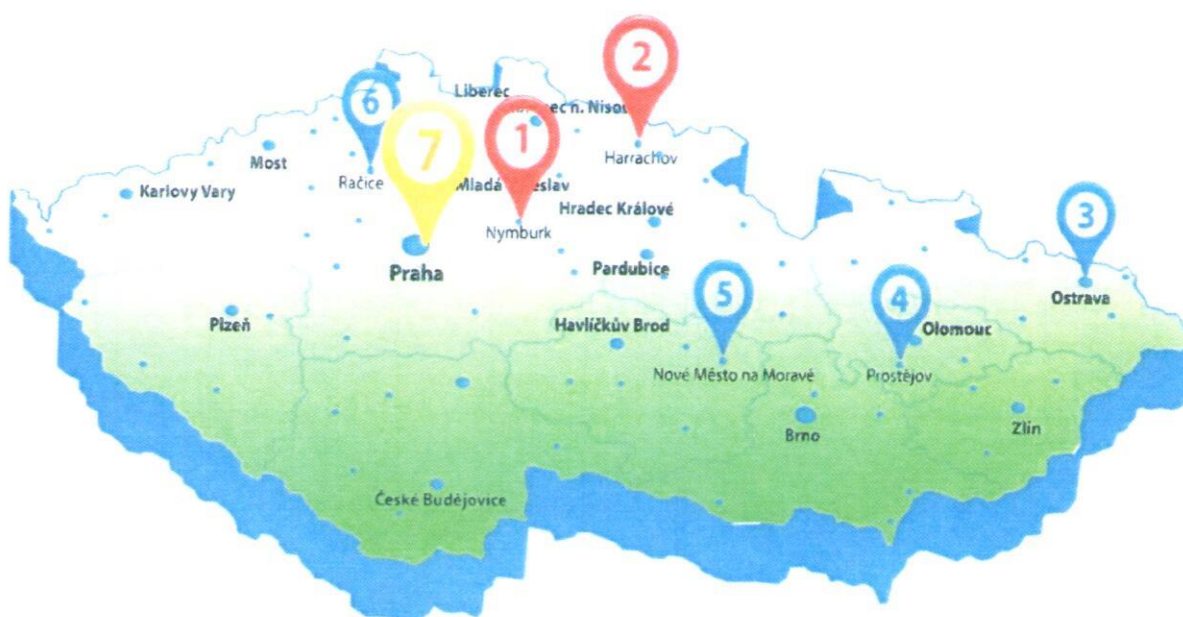 2
Liberec
6
7
1
Most
Harrachov
Račice
Karlovy Vary
Mladá
Hradec Králové
3
Nymburk
Praha
Pardubice
5
4
Ostrava
Plzeň
Havlíčkův Brod
Olomouc
Nové Město na Moravě
Prostějov
Brno
Zlín
České Budějovice